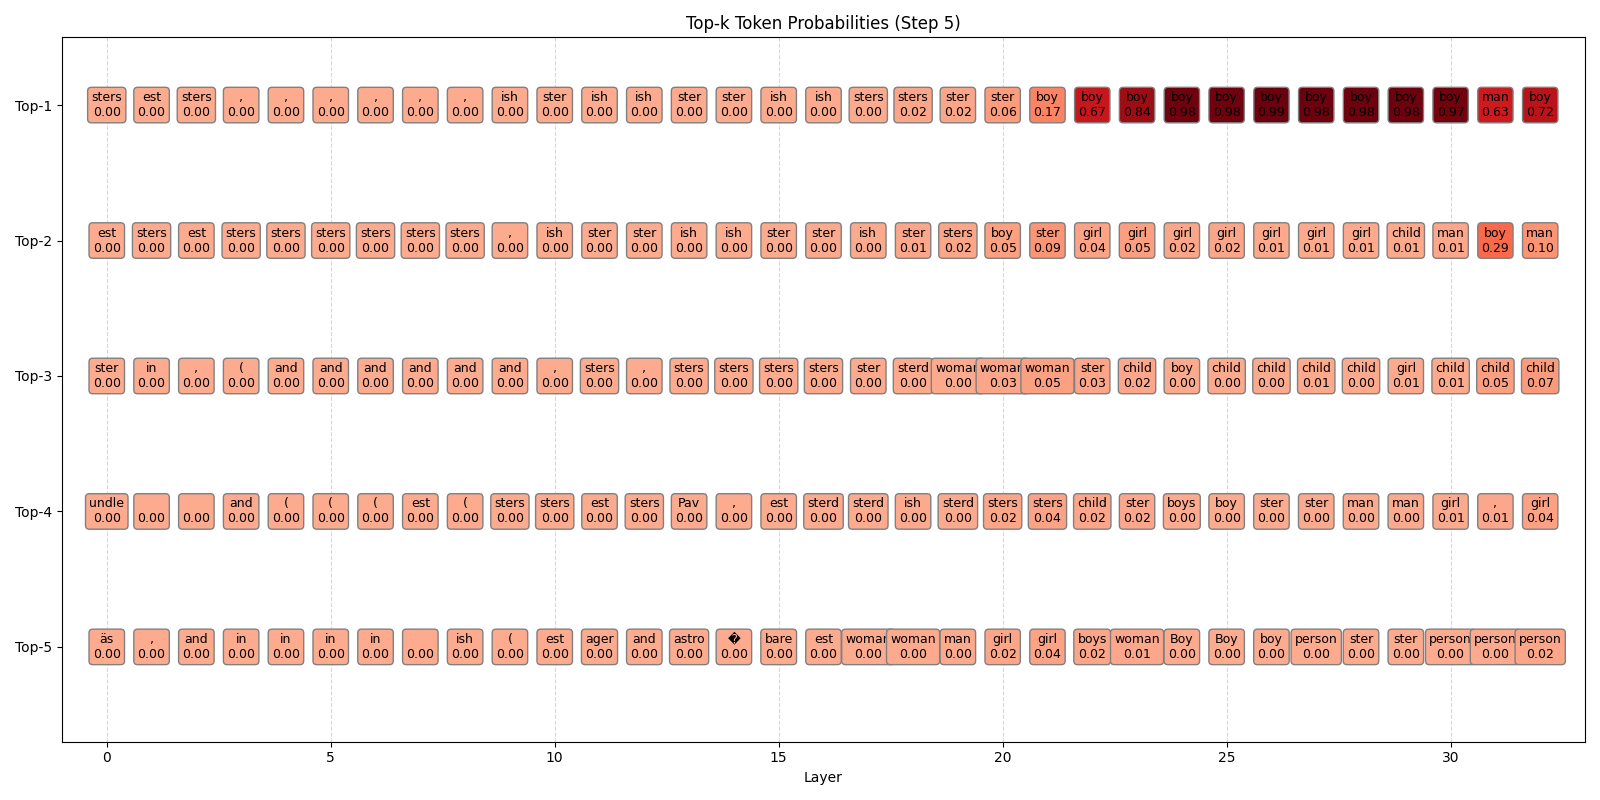 Top-k Token Probabilities (Step 5)
Top-1
sters est sters , , , , , , ish ster ish ish ster ster ish ish sters sters ster ster boy boy boy boy boy boy boy boy boy boy man boy
0.00 0.00 0.00 0.00 0.00 0.00 0.00 0.00 0.00 0.00 0.00 0.00 0.00 0.00 0.00 0.00 0.00 0.00 0.02 0.02 0.06 0.17 0.67 0.84 0.98 0.98 0.99 0.98 0.98 0.98 0.97 0.63 0.72
Top-2
est sters est sters sters sters sters sters sters , ish ster ster ish ish ster ster ish ster sters boy ster girl girl girl girl girl girl girl child man boy man
0.00 0.00 0.00 0.00 0.00 0.00 0.00 0.00 0.00 0.00 0.00 0.00 0.00 0.00 0.00 0.00 0.00 0.00 0.01 0.02 0.05 0.09 0.04 0.05 0.02 0.02 0.01 0.01 0.01 0.01 0.01 0.29 0.10
Top-3
ster in , ( and and and and and and , sters , sters sters sters sters ster sterd woman woman woman ster child boy child child child child girl child child child
0.00 0.00 0.00 0.00 0.00 0.00 0.00 0.00 0.00 0.00 0.00 0.00 0.00 0.00 0.00 0.00 0.00 0.00 0.00 0.00 0.03 0.05 0.03 0.02 0.00 0.00 0.00 0.01 0.00 0.01 0.01 0.05 0.07
Top-4
undle and ( ( ( est ( sters sters est sters Pav , est sterd sterd ish sterd sters sters child ster boys boy ster ster man man girl , girl
0.00 0.00 0.00 0.00 0.00 0.00 0.00 0.00 0.00 0.00 0.00 0.00 0.00 0.00 0.00 0.00 0.00 0.00 0.00 0.00 0.02 0.04 0.02 0.02 0.00 0.00 0.00 0.00 0.00 0.00 0.01 0.01 0.04
Top-5
äs , and in in in in ish ( est ager and astro � bare est woman woman man girl girl boys woman Boy Boy boy person ster ster person person person
0.00 0.00 0.00 0.00 0.00 0.00 0.00 0.00 0.00 0.00 0.00 0.00 0.00 0.00 0.00 0.00 0.00 0.00 0.00 0.00 0.02 0.04 0.02 0.01 0.00 0.00 0.00 0.00 0.00 0.00 0.00 0.00 0.02
0 5 10 15 20 25 30
Layer